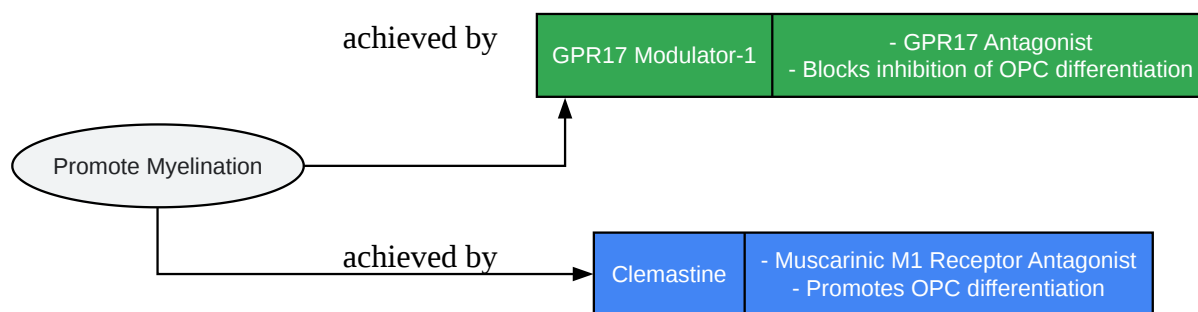 achieved by
GPR17 Modulator-1
- GPR17 Antagonist
- Blocks inhibition of OPC differentiation
Promote Myelination
achieved by
Clemastine
- Muscarinic M1 Receptor Antagonist
- Promotes OPC differentiation